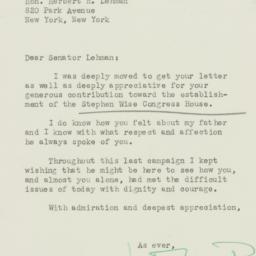 Hon. Herbert H. Lehman
820 Park Avenue
New York, New York
Dear Senator Lehman:
I was deeply moved to get your letter
as well as deeply appreciative for your
generous contribution toward the establish-
ment of the Stephen Wise Congress House.
I do know how you felt about my father
and I know with what respect and affection
he always spoke of you.
Throughout this last campaign I kept
wishing that he might be here to see how you,
and almost you alone, had met the difficult
issues of today with dignity and courage.
With admiration and deepest appreciation,
As ever,